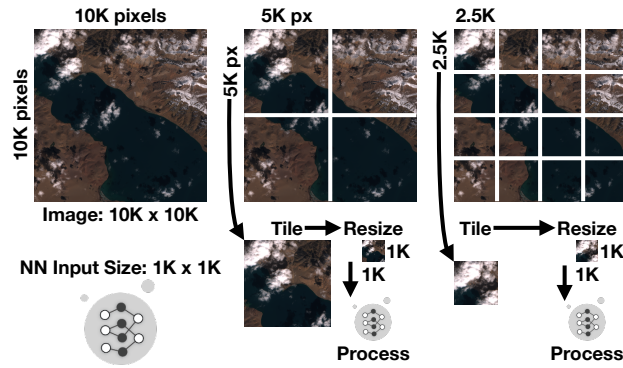 10K pixels
10K pixels
Image: 10K x 10K
NN Input Size: 1K x 1K
5K px
5K px
Tile
Resize
1K
1K
Process
2.5K
2.5K
Tile
Resize
1K
1K
Process